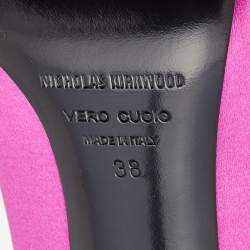 NICHOLAS KIRKWOOD
VERO CUOIO
MADE IN ITALY
38